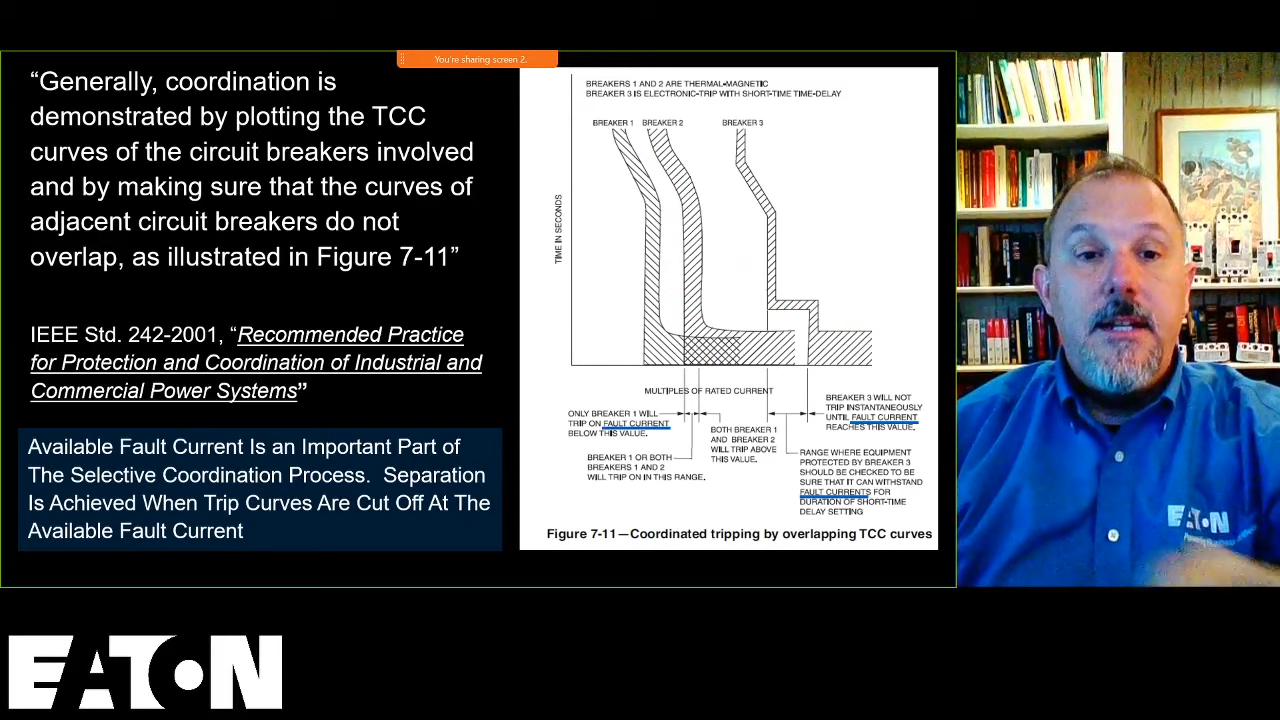 You're sharing screen 2.
“Generally, coordination is
demonstrated by plotting the TCC
curves of the circuit breakers involved
and by making sure that the curves of
adjacent circuit breakers do not
overlap, as illustrated in Figure 7-11”
IEEE Std. 242-2001, “Recommended Practice
for Protection and Coordination of Industrial and
Commercial Power Systems”
Available Fault Current Is an Important Part of
The Selective Coordination Process. Separation
Is Achieved When Trip Curves Are Cut Off At The
Available Fault Current
BREAKERS 1 AND 2 ARE THERMAL-MAGNETIC
BREAKER 3 IS ELECTRONIC-TRIP WITH SHORT-TIME TIME-DELAY
BREAKER 1 BREAKER 2 BREAKER 3
TIME IN SECONDS
MULTIPLES OF RATED CURRENT
ONLY BREAKER 1 WILL
TRIP ON FAULT CURRENT
BELOW THIS VALUE.
BREAKER 1 OR BOTH
BREAKERS 1 AND 2
WILL TRIP ON IN THIS RANGE.
BOTH BREAKER 1
AND BREAKER 2
WILL TRIP ABOVE
THIS VALUE.
BREAKER 3 WILL NOT
TRIP INSTANTANEOUSLY
UNTIL FAULT CURRENT
REACHES THIS VALUE.
RANGE WHERE EQUIPMENT
PROTECTED BY BREAKER 3
SHOULD BE CHECKED TO BE
SURE THAT IT CAN WITHSTAND
FAULT CURRENTS FOR
DURATION OF SHORT-TIME
DELAY SETTING
Figure 7-11—Coordinated tripping by overlapping TCC curves
EATON
EATON